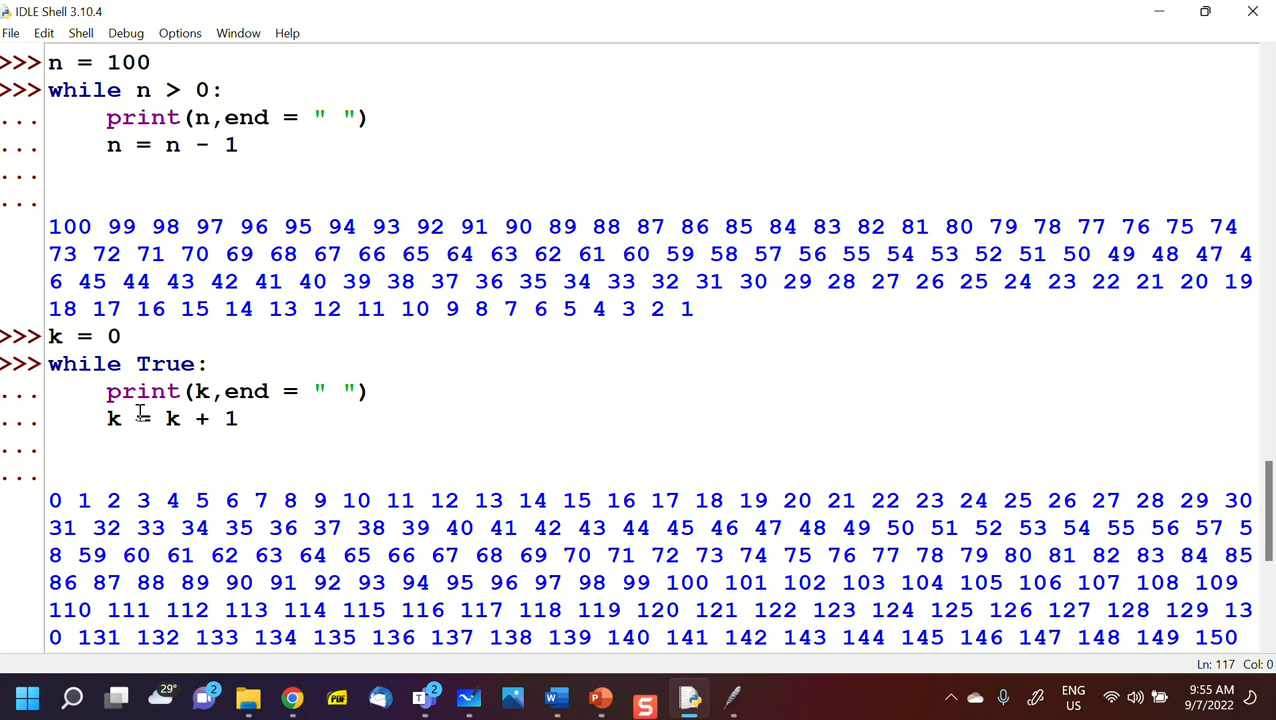 IDLE Shell 3.10.4
File Edit Shell Debug Options Window Help
>>> n = 100
>>> while n > 0:
... print(n,end = " ")
... n = n - 1
...
...
100 99 98 97 96 95 94 93 92 91 90 89 88 87 86 85 84 83 82 81 80 79 78 77 76 75 74
73 72 71 70 69 68 67 66 65 64 63 62 61 60 59 58 57 56 55 54 53 52 51 50 49 48 47 4
6 45 44 43 42 41 40 39 38 37 36 35 34 33 32 31 30 29 28 27 26 25 24 23 22 21 20 19
18 17 16 15 14 13 12 11 10 9 8 7 6 5 4 3 2 1
>>> k = 0
>>> while True:
... print(k,end = " ")
... k = k + 1
...
...
0 1 2 3 4 5 6 7 8 9 10 11 12 13 14 15 16 17 18 19 20 21 22 23 24 25 26 27 28 29 30
31 32 33 34 35 36 37 38 39 40 41 42 43 44 45 46 47 48 49 50 51 52 53 54 55 56 57 5
8 59 60 61 62 63 64 65 66 67 68 69 70 71 72 73 74 75 76 77 78 79 80 81 82 83 84 85
86 87 88 89 90 91 92 93 94 95 96 97 98 99 100 101 102 103 104 105 106 107 108 109
110 111 112 113 114 115 116 117 118 119 120 121 122 123 124 125 126 127 128 129 13
0 131 132 133 134 135 136 137 138 139 140 141 142 143 144 145 146 147 148 149 150
Ln: 117 Col: 0
29° 2 PDF 2 W P S ENG 9:55 AM
US 9/7/2022